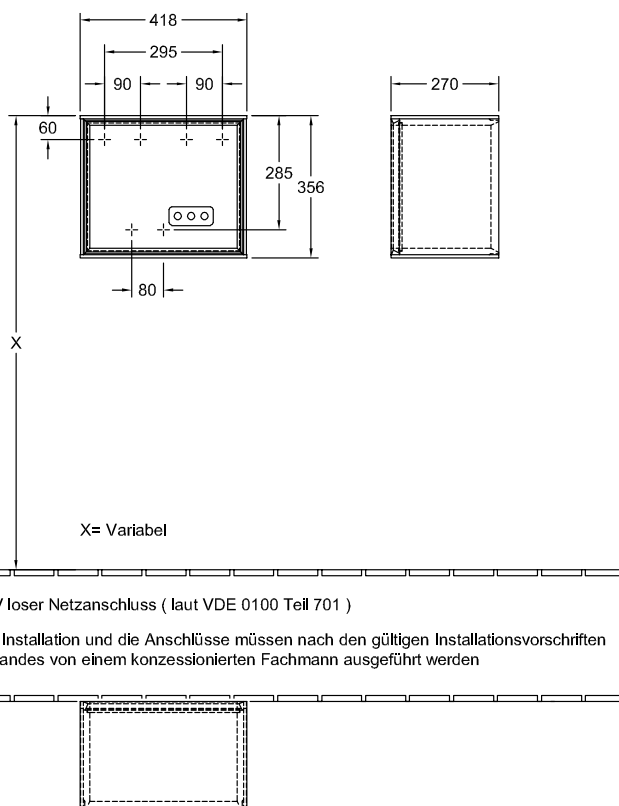 418
295
90 90
270
60
285
356
80
X
X= Variabel
loser Netzanschluss ( laut VDE 0100 Teil 701 )
Installation und die Anschlüsse müssen nach den gültigen Installationsvorschriften
von einem konzessionierten Fachmann ausgeführt werden